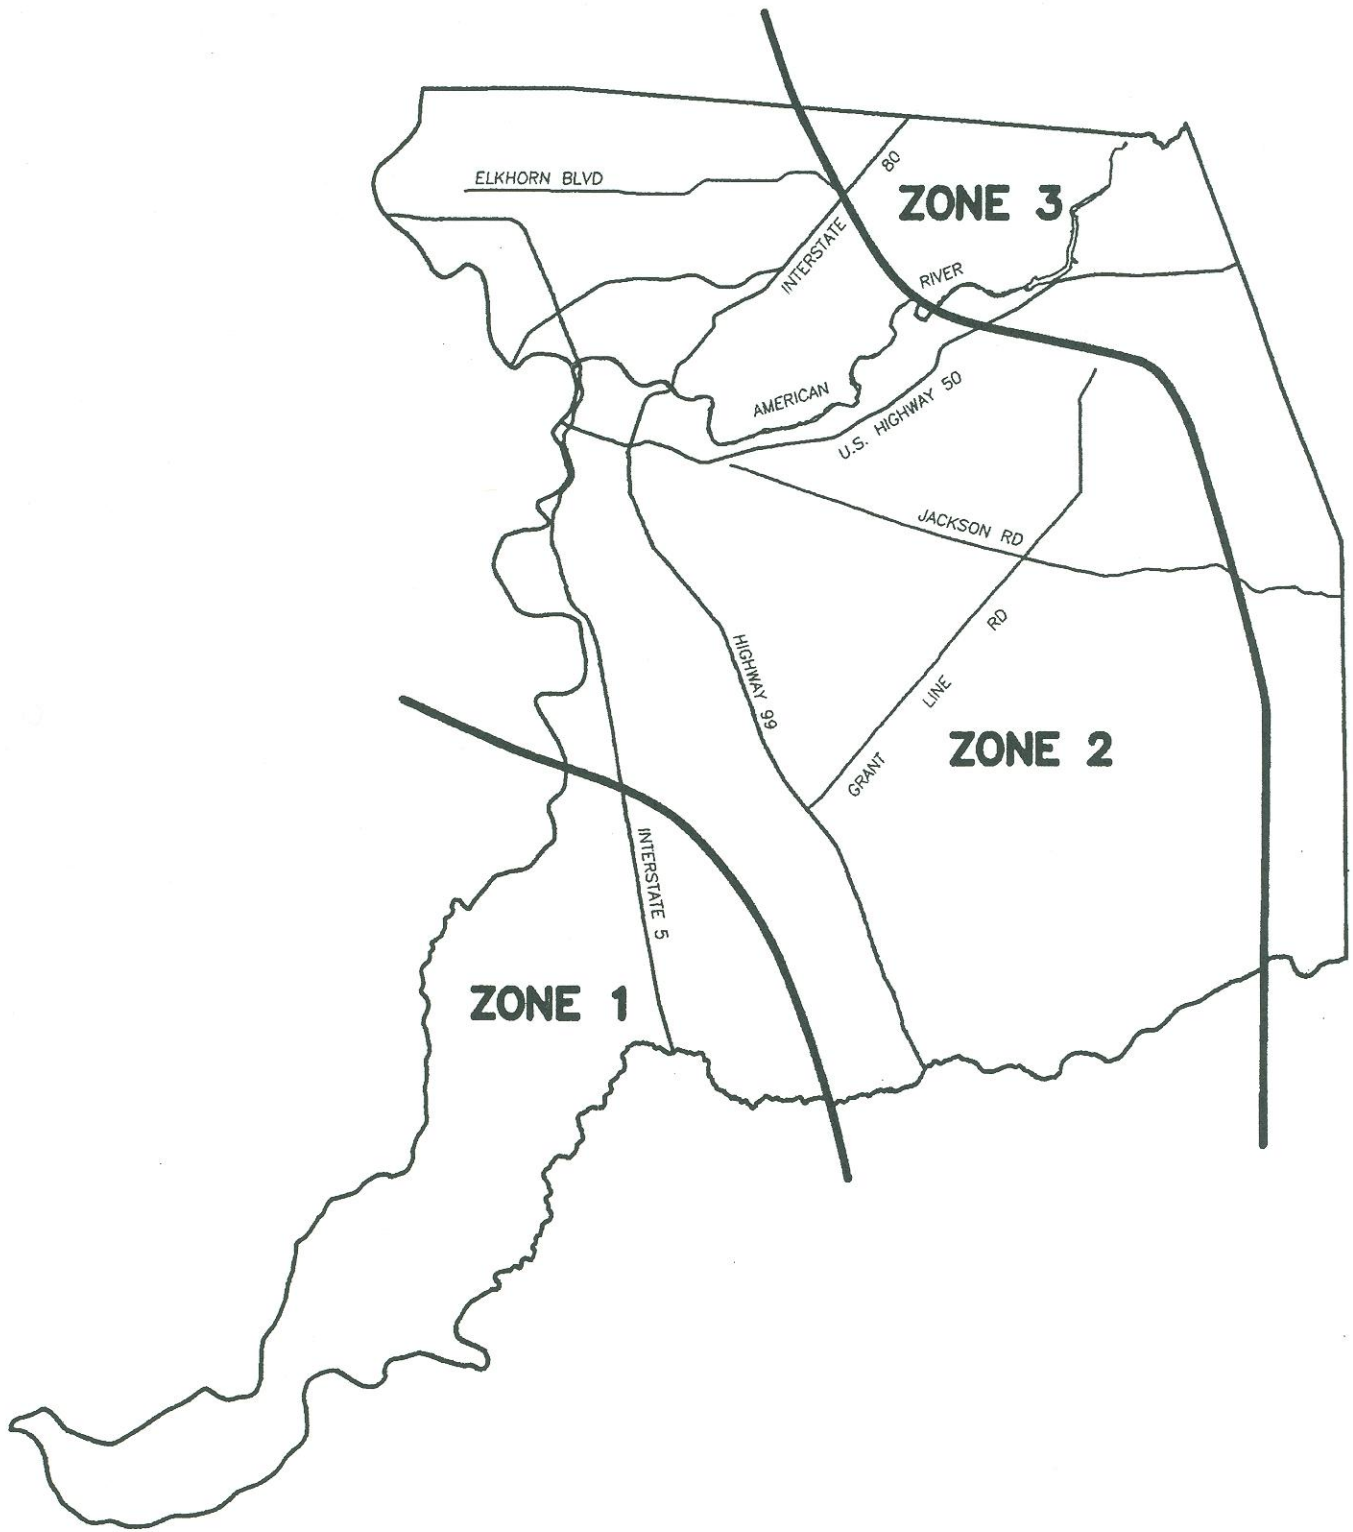 ELKHORN BLVD
80
ZONE 3
INTERSTATE
RIVER
AMERICAN
U.S. HIGHWAY 50
JACKSON RD
HIGHWAY 99
RD
LINE
GRANT
ZONE 2
INTERSTATE 5
ZONE 1